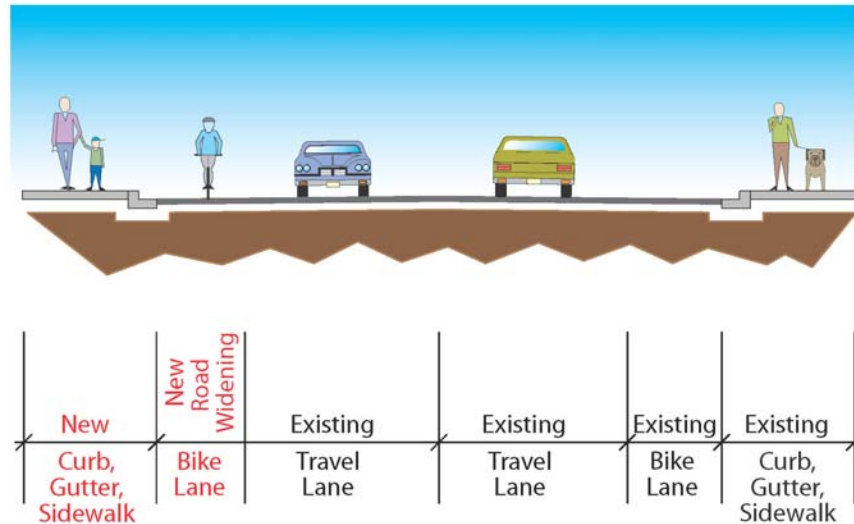 New
New
Road
Widening
Existing
Existing
Existing
Existing
Curb,
Gutter,
Sidewalk
Bike
Lane
Travel
Lane
Travel
Lane
Bike
Lane
Curb,
Gutter,
Sidewalk